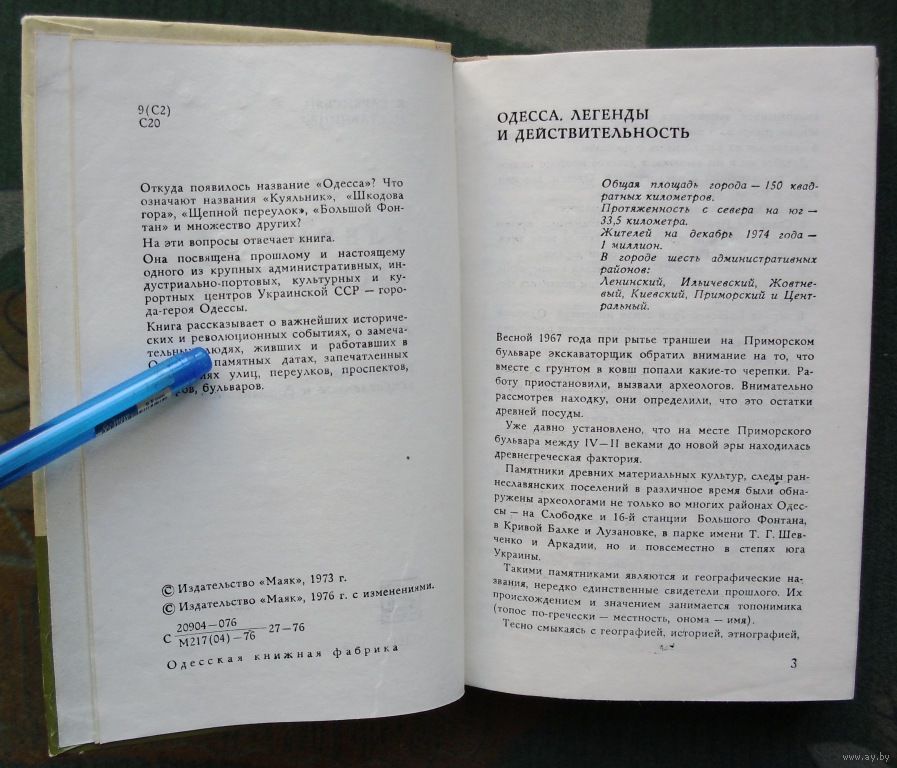 9(С2)
С20
Откуда появилось название «Одесса»? Что
означают названия «Куяльник», «Шкодова
гора», «Щепной переулок», «Большой Фон-
тан» и множество других?
На эти вопросы отвечает книга.
Она посвящена прошлому и настоящему
одного из крупных административных, ин-
дустриально-портовых, культурных и ку-
рортных центров Украинской ССР — горо-
да-героя Одессы.
Книга рассказывает о важнейших историчес-
ких и революционных событиях, о замеча-
тельных людях, живших и работавших в
памятных датах, запечатленных
улиц, переулков, проспектов,
бульваров.
© Издательство «Маяк», 1973 г.
© Издательство «Маяк», 1976 г. с изменениями.
С 20904—076
М217(04)—76 27—76
Одесская книжная фабрика
ОДЕССА. ЛЕГЕНДЫ
И ДЕЙСТВИТЕЛЬНОСТЬ
Общая площадь города — 150 квад-
ратных километров.
Протяженность с севера на юг —
33,5 километра.
Жителей на декабрь 1974 года —
1 миллион.
В городе шесть административных
районов:
Ленинский, Ильичевский, Жовтне-
вый, Киевский, Приморский и Цент-
ральный.
Весной 1967 года при рытье траншеи на Приморском
бульваре экскаваторщик обратил внимание на то, что
вместе с грунтом в ковш попали какие-то черепки. Ра-
боту приостановили, вызвали археологов. Внимательно
рассмотрев находку, они определили, что это остатки
древней посуды.
Уже давно установлено, что на месте Приморского
бульвара между IV—II веками до новой эры находилась
древнегреческая фактория.
Памятники древних материальных культур, следы ран-
неславянских поселений в различное время были обна-
ружены археологами не только во многих районах Одес-
сы — на Слободке и 16-й станции Большого Фонтана,
в Кривой Балке и Лузановке, в парке имени Т. Г. Шев-
ченко и Аркадии, но и повсеместно в степях юга
Украины.
Такими памятниками являются и географические на-
звания, нередко единственные свидетели прошлого. Их
происхождением и значением занимается топонимика
(топос по-гречески — местность, онома — имя).
Тесно смыкаясь с географией, историей, этнографией,
3
www.ay.by